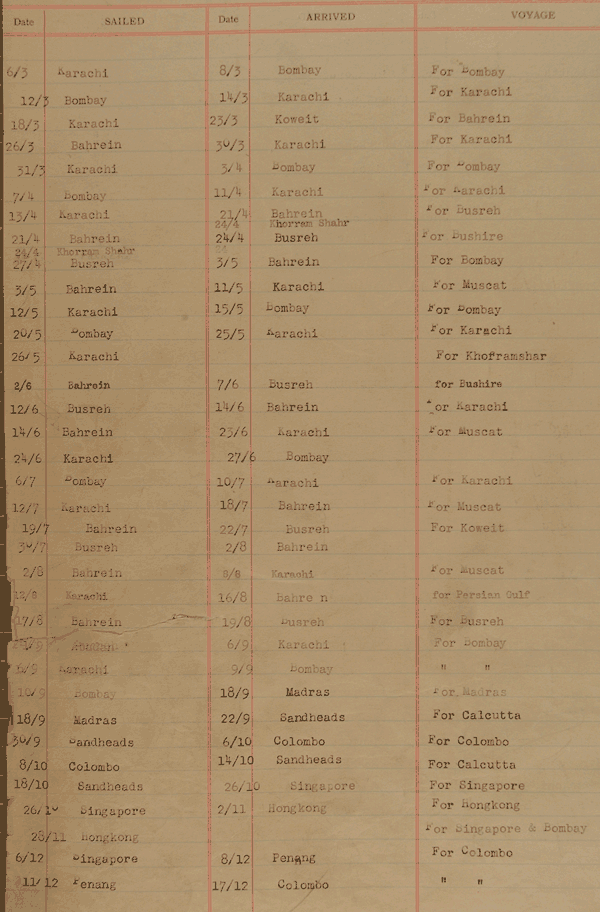 Date SAILED Date ARRIVED VOYAGE
6/3 Karachi 8/3 Bombay For Bombay
12/3 Bombay 14/3 Karachi For Karachi
18/3 Karachi 23/3 Koweit For Bahrein
26/3 Bahrein 30/3 Karachi For Karachi
31/3 Karachi 3/4 Bombay For Bombay
7/4 Bombay 11/4 Karachi For Karachi
13/4 Karachi 21/4 Bahrein For Busreh
24/4 Khorram Shahr
21/4 Bahrein 24/4 Busreh For Bushire
24/4 Khorram Shahr
27/4 Busreh 3/5 Bahrein For Bombay
3/5 Bahrein 11/5 Karachi For Muscat
12/5 Karachi 15/5 Bombay For Bombay
20/5 Bombay 25/5 Karachi For Karachi
26/5 Karachi For Khoframshar
2/6 Bahrein 7/6 Busreh for Bushire
12/6 Busreh 14/6 Bahrein For Karachi
14/6 Bahrein 23/6 Karachi For Muscat
24/6 Karachi 27/6 Bombay
6/7 Bombay 10/7 Karachi For Karachi
12/7 Karachi 18/7 Bahrein For Muscat
19/7 Bahrein 22/7 Busreh For Koweit
30/7 Busreh 2/8 Bahrein
2/8 Bahrein 8/8 Karachi For Muscat
12/8 Karachi 16/8 Bahre n for Persian Gulf
17/8 Bahrein 19/8 Busreh For Busreh
6/9 Karachi For Bombay
6/9 Karachi 9/9 Bombay " "
10/9 Bombay 18/9 Madras For Madras
18/9 Madras 22/9 Sandheads For Calcutta
30/9 Sandheads 6/10 Colombo For Colombo
8/10 Colombo 14/10 Sandheads For Calcutta
18/10 Sandheads 26/10 Singapore For Singapore
26/10 Singapore 2/11 Hongkong For Hongkong
28/11 Hongkong For Singapore & Bombay
6/12 Singapore 8/12 Penang For Colombo
11/12 Penang 17/12 Colombo " "